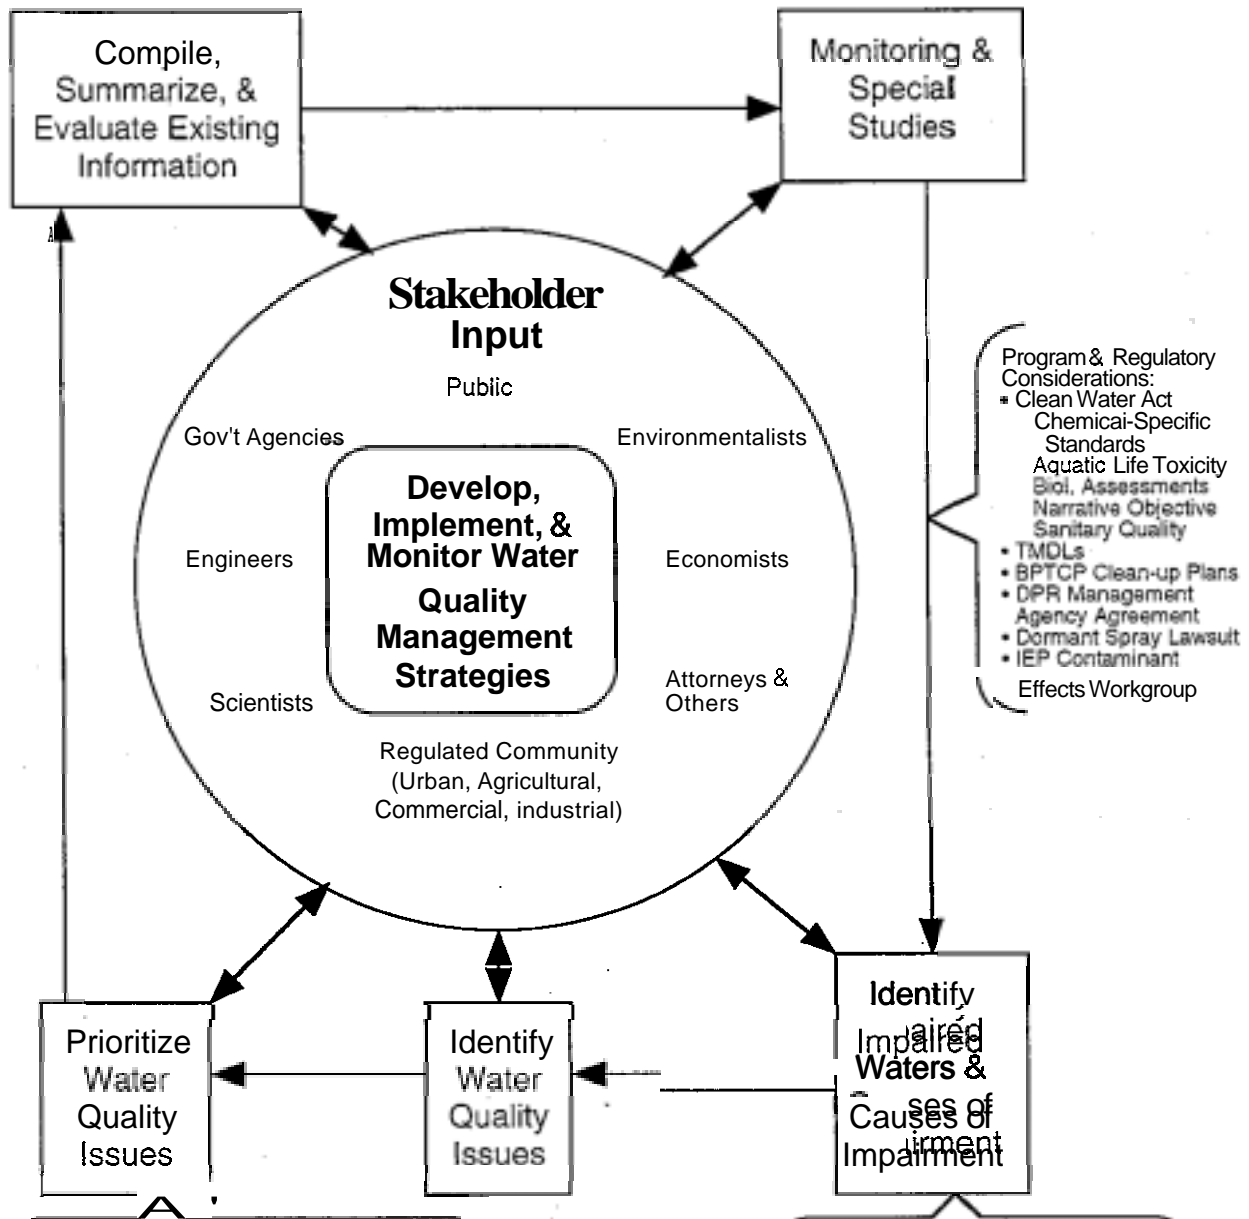 Compile,
Summarize, &
Evaluate Existing
Information
Monitoring &
Special
Studies
Stakeholder
Input
Public
Gov't Agencies
Environmentalists
Engineers
Economists
Scientists
Attorneys &
Others
Regulated Community
(Urban, Agricultural,
Commercial, industrial)
Develop,
Implement, &
Monitor Water
Quality
Management
Strategies
Program & Regulatory
Considerations:
• Clean Water Act
Chemicai-Specific
Standards
Aquatic Life Toxicity
Biol. Assessments
Narrative Objective
Sanitary Quality
• TMDLs
• BPTCP Clean-up Plans
• DPR Management
Agency Agreement
• Dormant Spray Lawsuit
• IEP Contaminant
Effects Workgroup
Prioritize
Water
Quality
Issues
Identify
Water
Quality
Issues
Identify
Impaired
Waters &
Causes of
Impairment